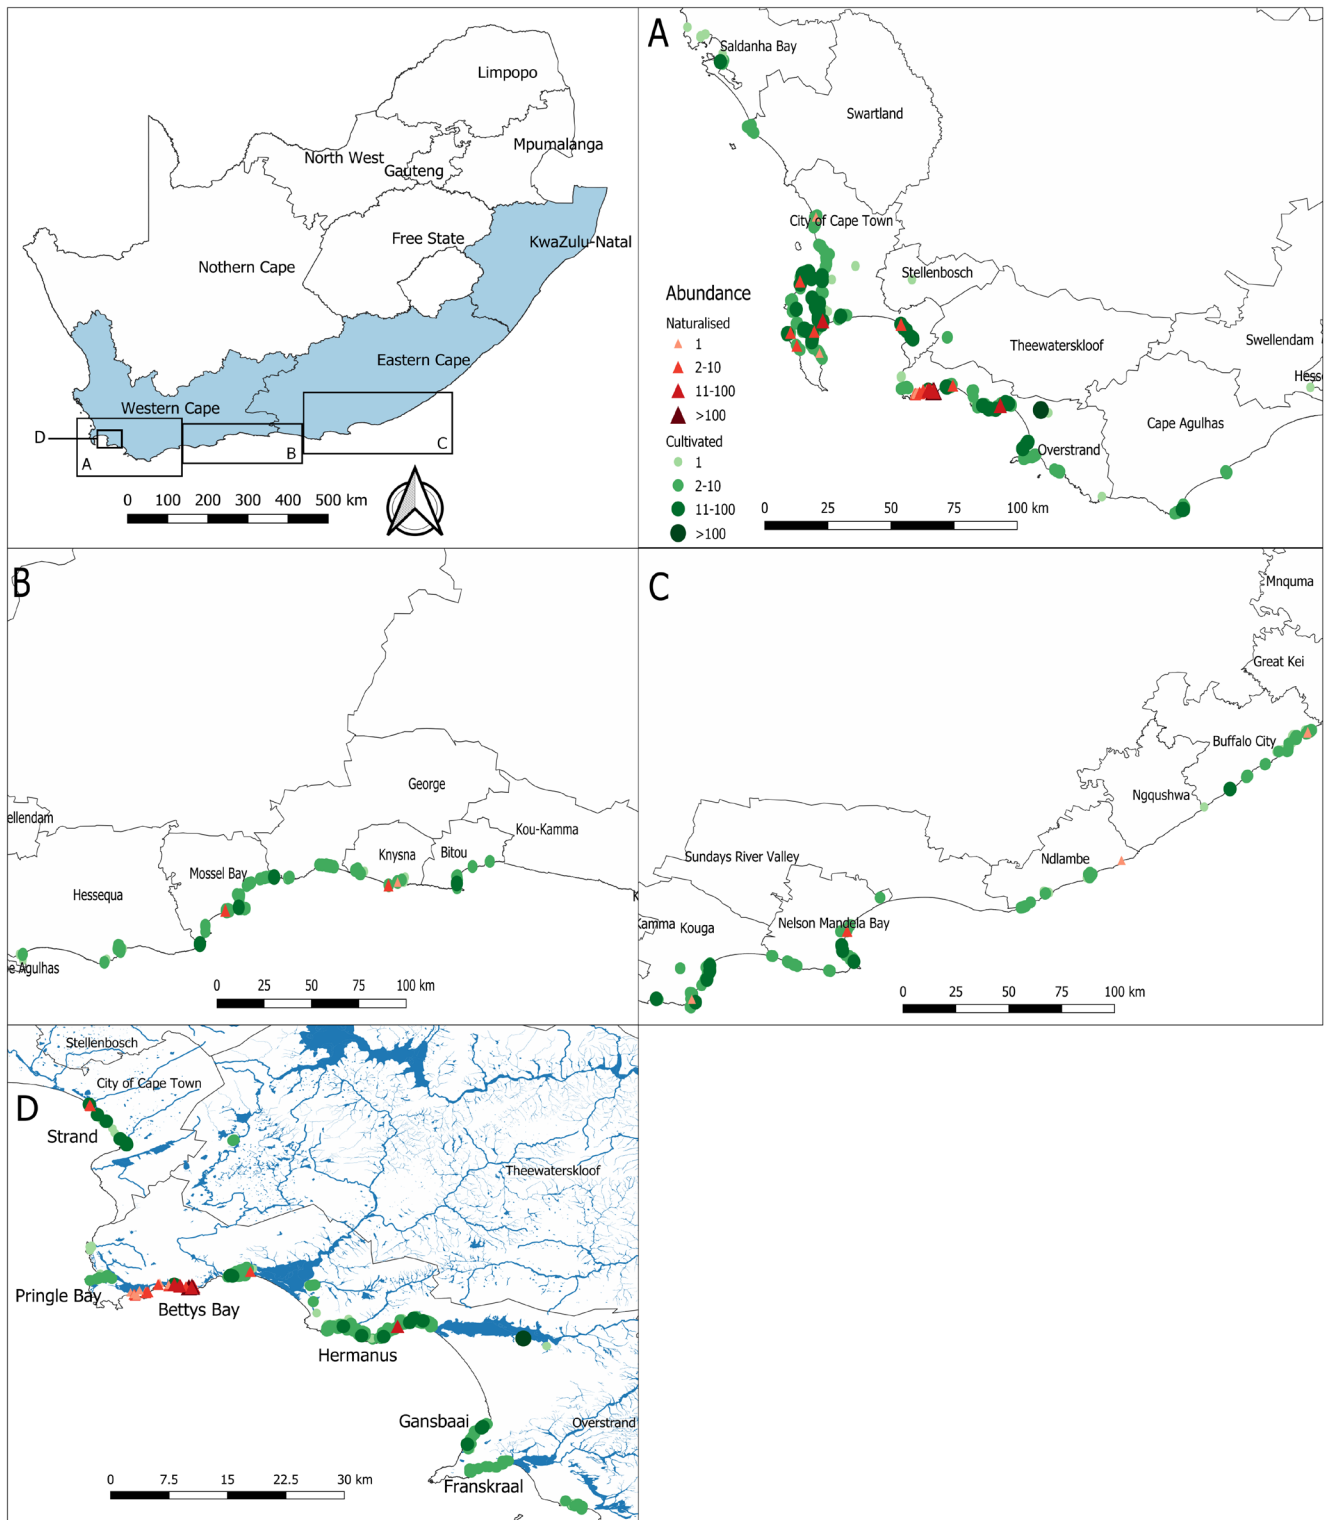 Limpopo
Mpumalanga
North West
Gauteng
Free State
KwaZulu-Natal
Nothern Cape
Eastern Cape
Western Cape
D
A
B
C
0 100 200 300 400 500 km
A
Saldanha Bay
Swartland
City of Cape Town
Stellenbosch
Theewaterskloof
Swellendam
Hess
Cape Agulhas
Overstrand
Abundance
Naturalised
1
2-10
11-100
>100
Cultivated
1
2-10
11-100
>100
0 25 50 75 100 km
B
ellendam
George
Kou-Kamma
Knysna
Bitou
Mossel Bay
Hessequa
e Agulhas
0 25 50 75 100 km
C
Mnquma
Great Kei
Buffalo City
Ngqushwa
Ndlambe
Sundays River Valley
Nelson Mandela Bay
K
Kamma
Kouga
0 25 50 75 100 km
D
Stellenbosch
City of Cape Town
Strand
Theewaterskloof
Pringle Bay
Bettys Bay
Hermanus
Gansbaai
Overstrand
Franskraal
0 7.5 15 22.5 30 km